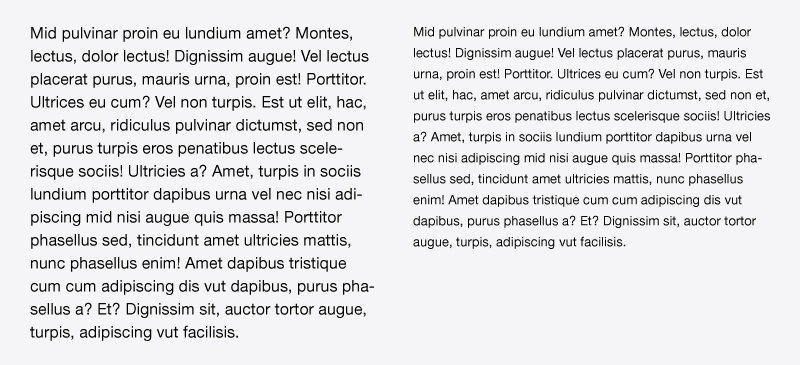 Mid pulvinar proin eu lundium amet? Montes,
lectus, dolor lectus! Dignissim augue! Vel lectus
placerat purus, mauris urna, proin est! Porttitor.
Ultrices eu cum? Vel non turpis. Est ut elit, hac,
amet arcu, ridiculus pulvinar dictumst, sed non
et, purus turpis eros penatibus lectus scele-
risque sociis! Ultricies a? Amet, turpis in sociis
lundium porttitor dapibus urna vel nec nisi adi-
piscing mid nisi augue quis massa! Porttitor
phasellus sed, tincidunt amet ultricies mattis,
nunc phasellus enim! Amet dapibus tristique
cum cum adipiscing dis vut dapibus, purus pha-
sellus a? Et? Dignissim sit, auctor tortor augue,
turpis, adipiscing vut facilisis.
Mid pulvinar proin eu lundium amet? Montes, lectus, dolor
lectus! Dignissim augue! Vel lectus placerat purus, mauris
urna, proin est! Porttitor. Ultrices eu cum? Vel non turpis. Est
ut elit, hac, amet arcu, ridiculus pulvinar dictumst, sed non et,
purus turpis eros penatibus lectus scelerisque sociis! Ultricies
a? Amet, turpis in sociis lundium porttitor dapibus urna vel
nec nisi adipiscing mid nisi augue quis massa! Porttitor pha-
sellus sed, tincidunt amet ultricies mattis, nunc phasellus
enim! Amet dapibus tristique cum cum adipiscing dis vut
dapibus, purus phasellus a? Et? Dignissim sit, auctor tortor
augue, turpis, adipiscing vut facilisis.